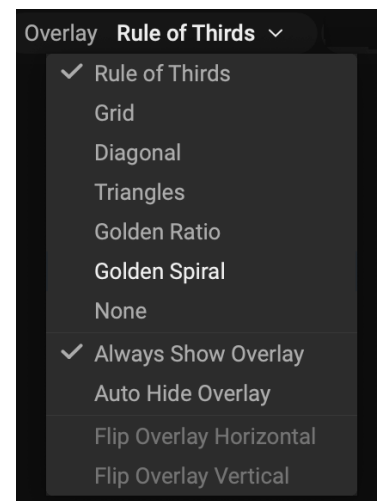 Overlay Rule of Thirds
Rule of Thirds
Grid
Diagonal
Triangles
Golden Ratio
Golden Spiral
None
Always Show Overlay
Auto Hide Overlay
Flip Overlay Horizontal
Flip Overlay Vertical